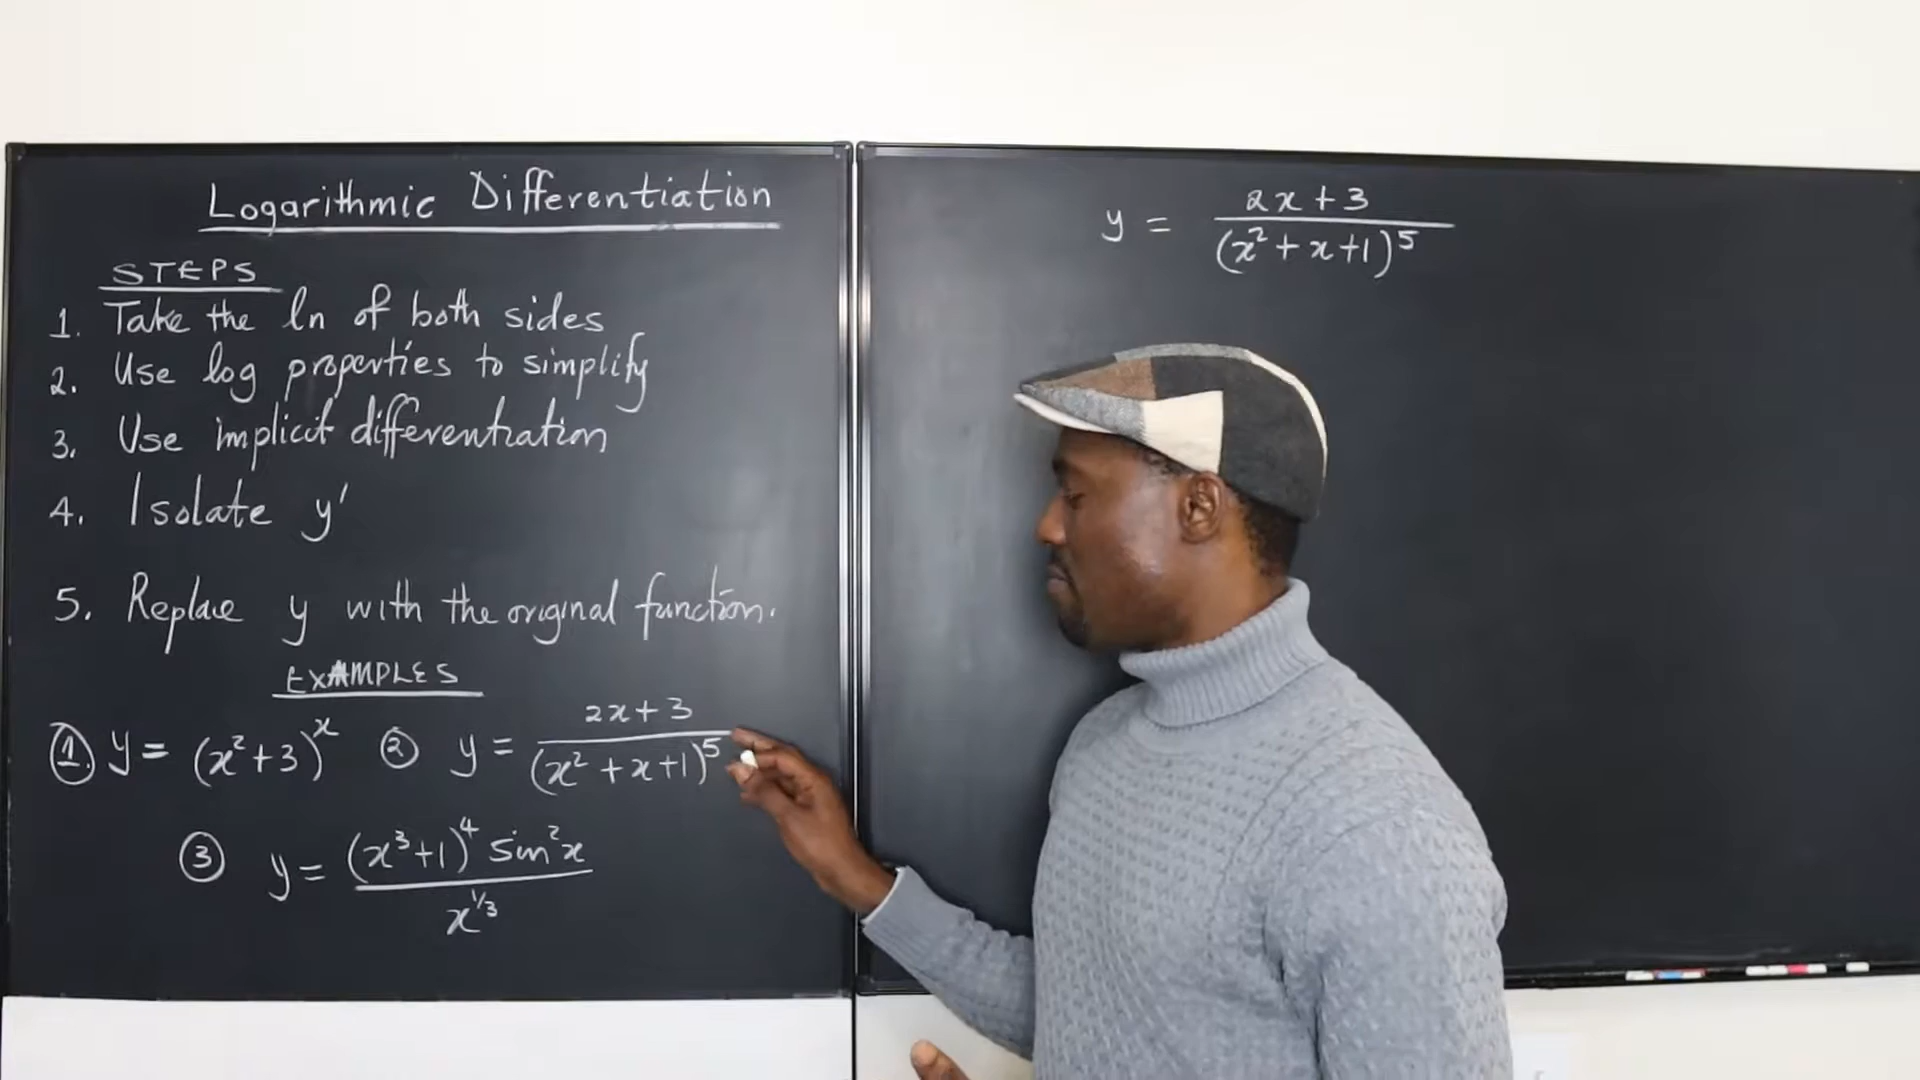 Logarithmic Differentiation
STEPS
1. Take the ln of both sides
2. Use log properties to simplify
3. Use implicit differentiation
4. Isolate y'
5. Replace y with the original function.
EXAMPLES
①. y = (x²+3)ˣ ② y = 2x+3 / (x²+x+1)⁵
③ y = (x³+1)⁴ sin²x / x^(1/3)
y = 2x+3 / (x²+x+1)⁵